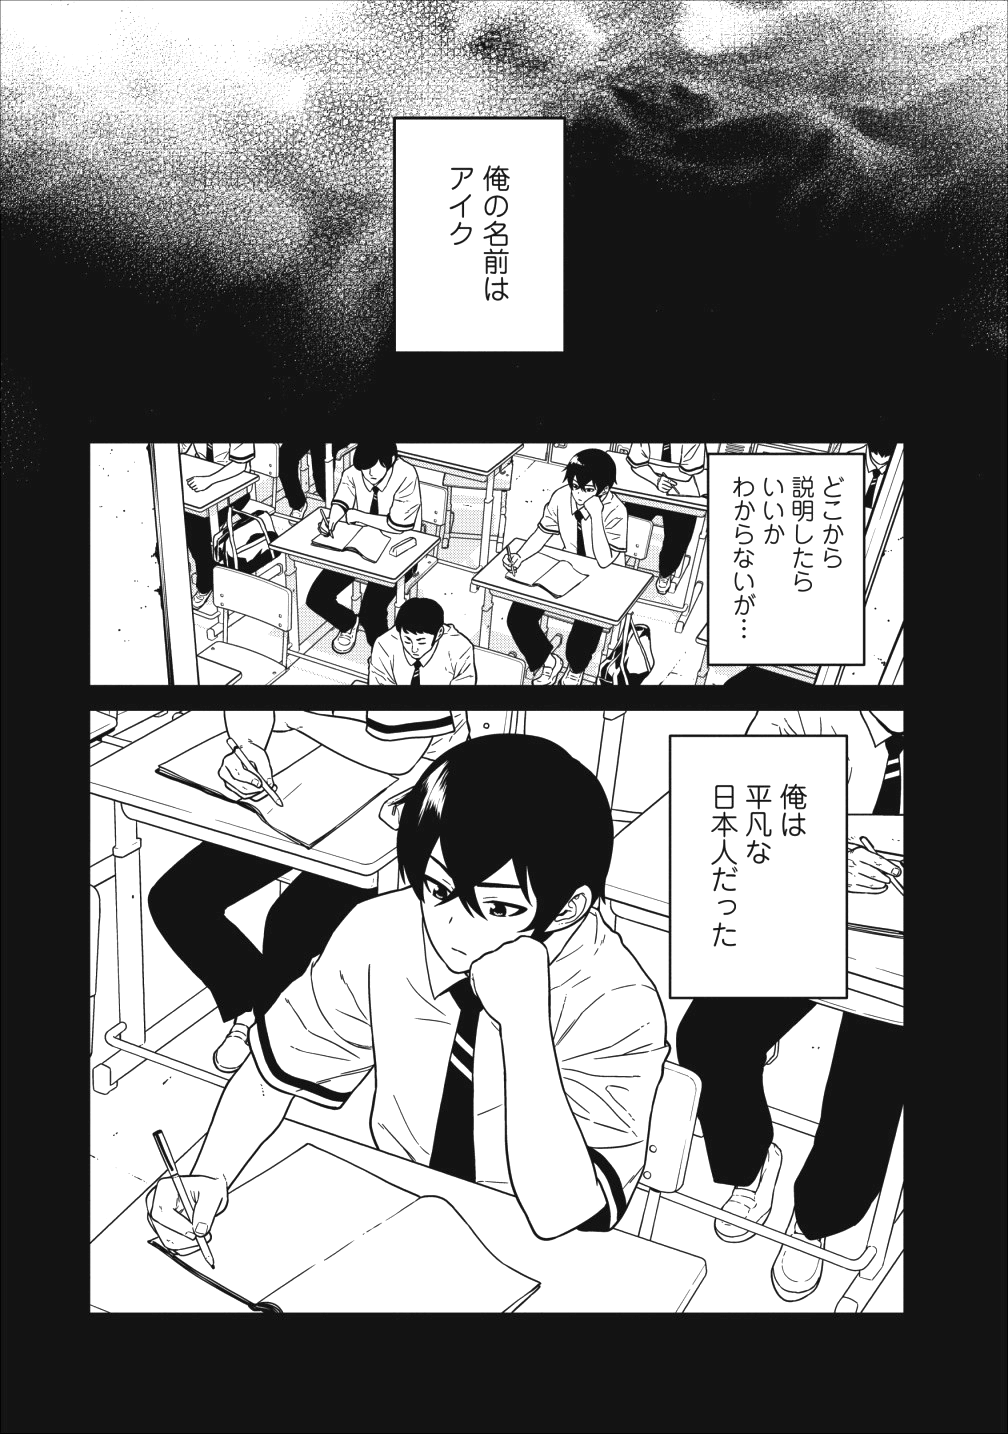 俺の名前は
アイク
どこから
説明したら
いいか
わからないが…
俺は
平凡な
日本人だった